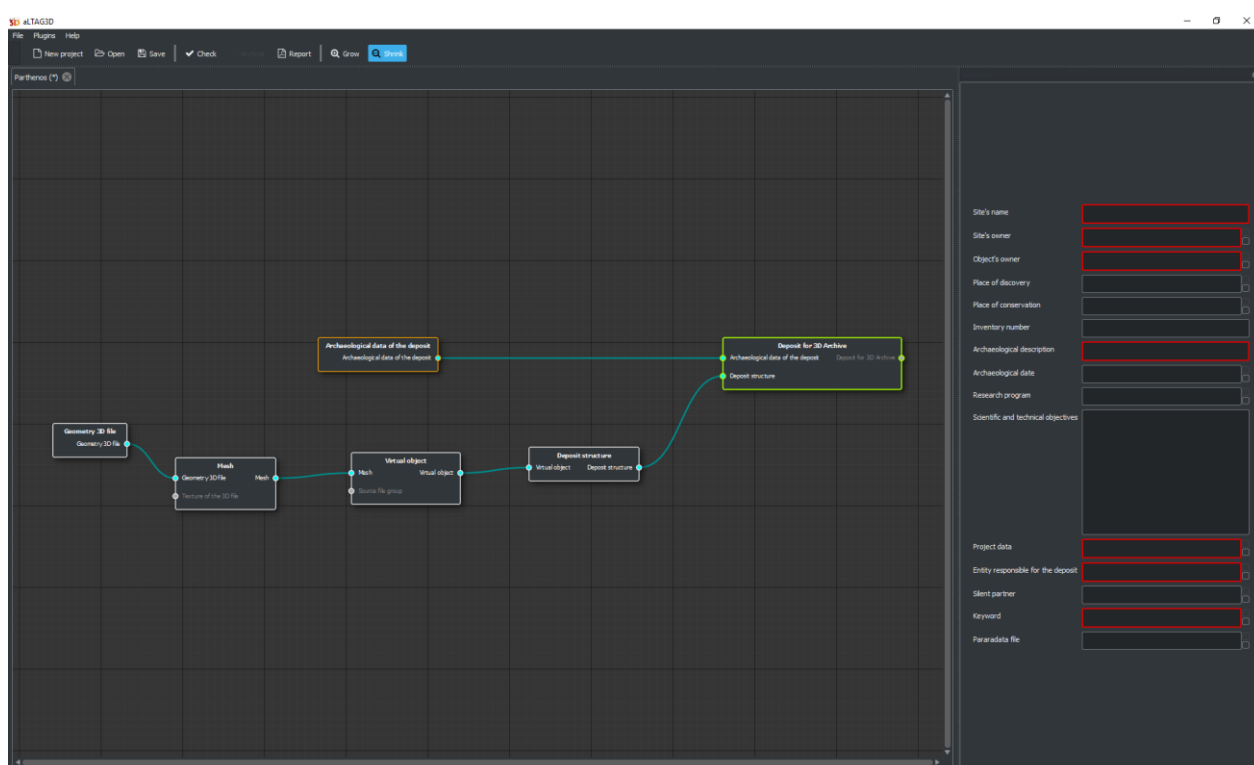 aLTAG3D
File Plugins Help
New project Open Save Check Report Grow Shrink
Parthenos (*)
Site's name
Site's owner
Object's owner
Place of discovery
Place of conservation
Inventory number
Archaeological description
Archaeological date
Research program
Scientific and technical objectives
Project data
Entity responsible for the deposit
Silent partner
Keyword
Pararadata file
Archaeological data of the deposit
Archaeological data of the deposit
Deposit for 3D Archive
Archaeological data of the deposit Deposit for 3D Archive
Deposit structure
Geometry 3D file
Geometry 3D file
Mesh
Geometry 3D file Mesh
Texture of the 3D file
Virtual object
Mesh Virtual object
Source file group
Deposit structure
Virtual object Deposit structure